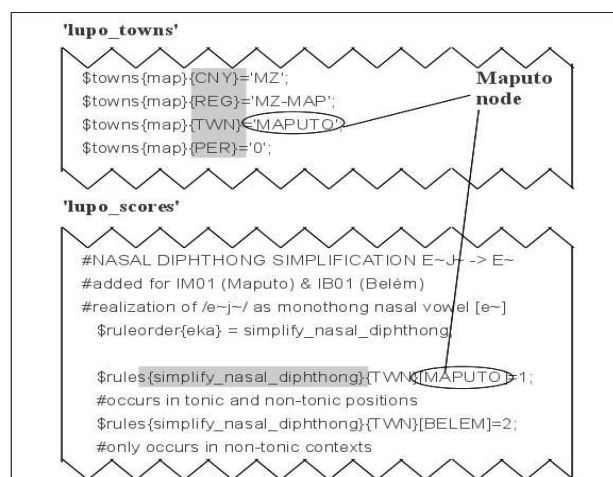 'lupo_towns'
$towns{map}{CNY}='MZ';
$towns{map}{REG}='MZ-MAP';
$towns{map}{TWN}='MAPUTO';
$towns{map}{PER}='0';
Maputo
node
'lupo_scores'
#NASAL DIPHTHONG SIMPLIFICATION E~J~ -> E~
#added for IM01 (Maputo) & IB01 (Belém)
#realization of /e~j~/ as monothong nasal vowel [e~]
$ruleorder{eka} = simplify_nasal_diphthong;
$rules{simplify_nasal_diphthong}{TWN}[MAPUTO]=1;
#occurs in tonic and non-tonic positions
$rules{simplify_nasal_diphthong}{TWN}[BELEM]=2;
#only occurs in non-tonic contexts